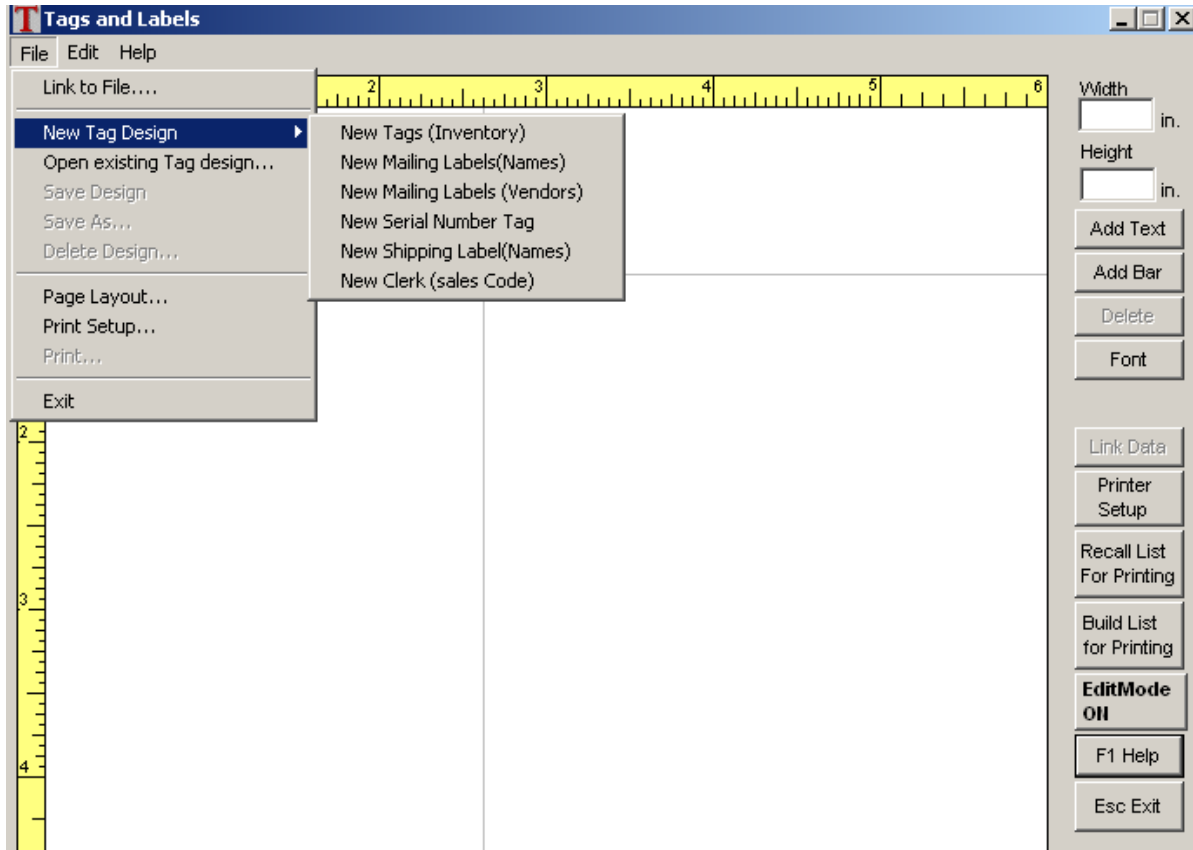 Tags and Labels
File Edit Help
Link to File....
New Tag Design
Open existing Tag design...
Save Design
Save As...
Delete Design...
Page Layout...
Print Setup...
Print...
Exit
New Tags (Inventory)
New Mailing Labels(Names)
New Mailing Labels (Vendors)
New Serial Number Tag
New Shipping Label(Names)
New Clerk (sales Code)
2 3 4 5 6
2
3
4
Width
in.
Height
in.
Add Text
Add Bar
Delete
Font
Link Data
Printer
Setup
Recall List
For Printing
Build List
for Printing
EditMode
ON
F1 Help
Esc Exit